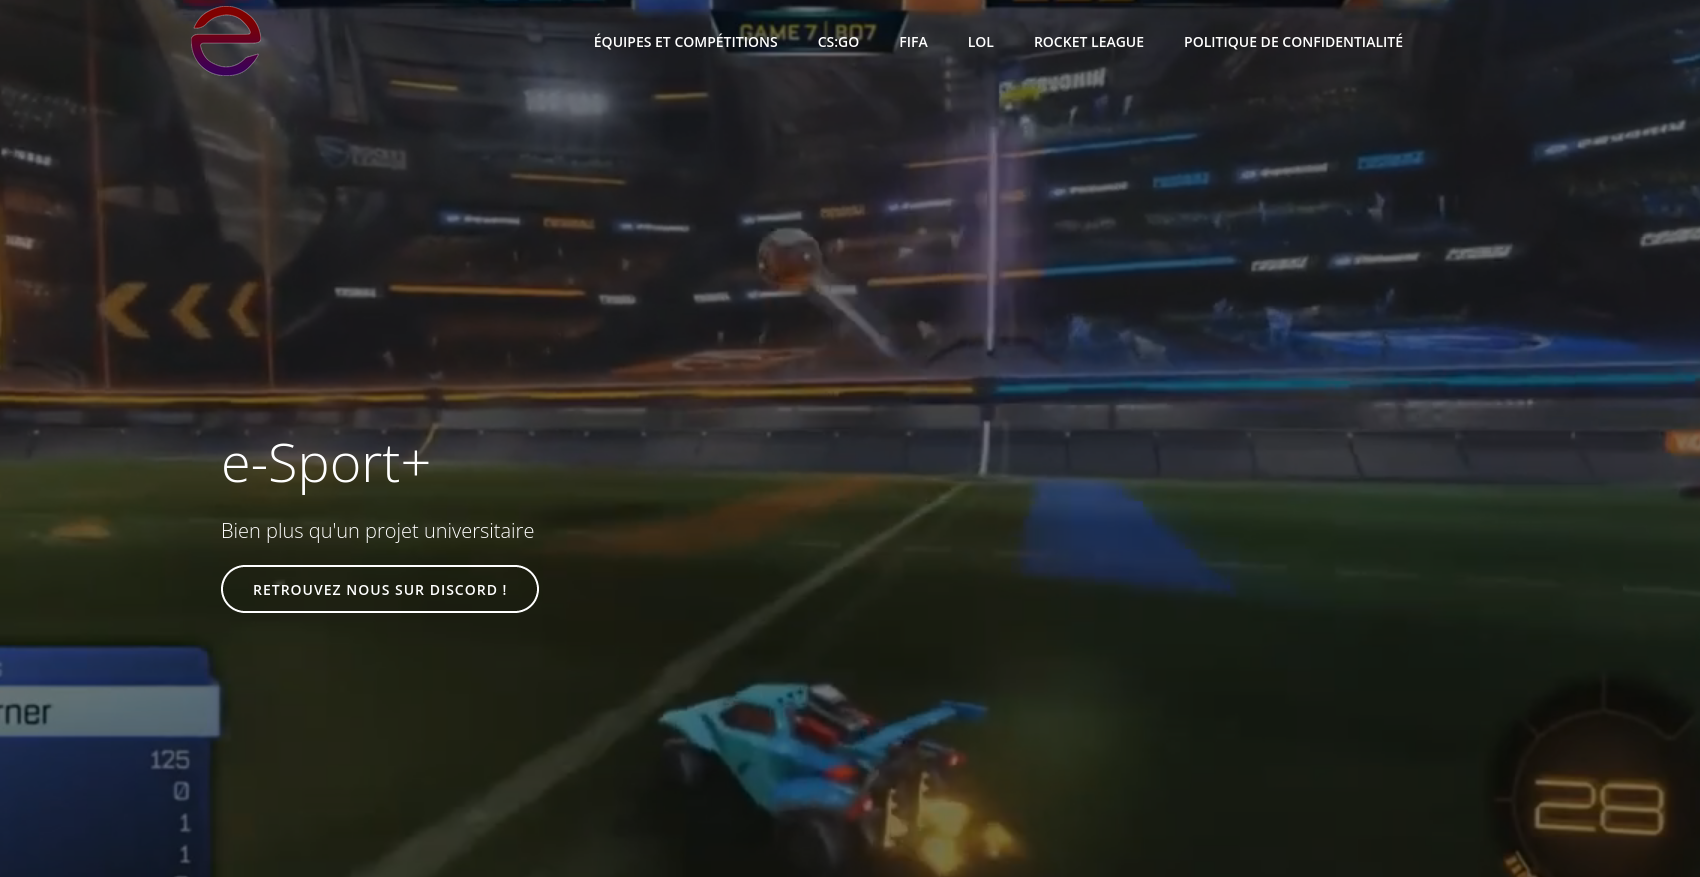 GAME 7 | BO7
ÉQUIPES ET COMPÉTITIONS CS:GO FIFA LOL ROCKET LEAGUE POLITIQUE DE CONFIDENTIALITÉ
e-Sport+
Bien plus qu'un projet universitaire
RETROUVEZ NOUS SUR DISCORD !
125
0
1
1
28